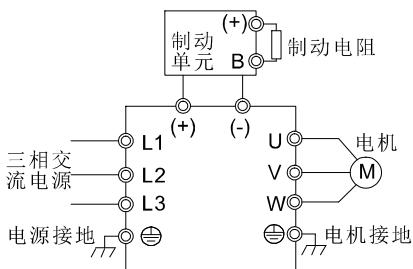 (+)
制动
单元
B
制动电阻
(+)
(-)
L1
U
电机
三相交
流电源
L2
V
M
L3
W
电源接地
电机接地